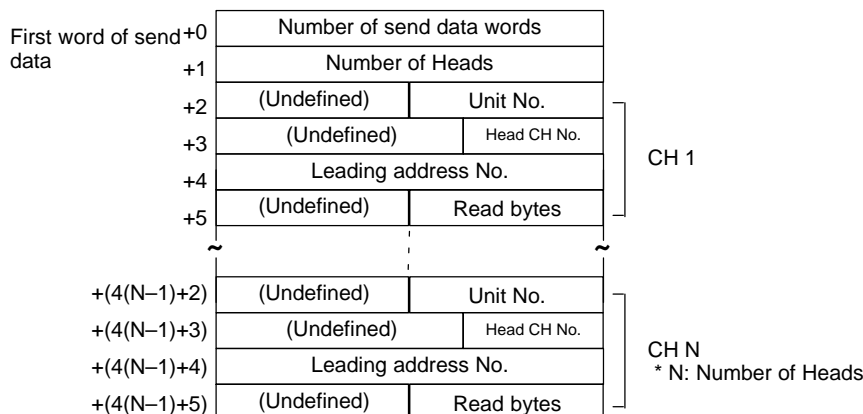 First word of send
data
+0 Number of send data words
+1 Number of Heads
+2 (Undefined) Unit No.
+3 (Undefined) Head CH No.
+4 Leading address No.
+5 (Undefined) Read bytes
CH 1
~ ~
+(4(N–1)+2) (Undefined) Unit No.
+(4(N–1)+3) (Undefined) Head CH No.
+(4(N–1)+4) Leading address No.
+(4(N–1)+5) (Undefined) Read bytes
CH N
* N: Number of Heads